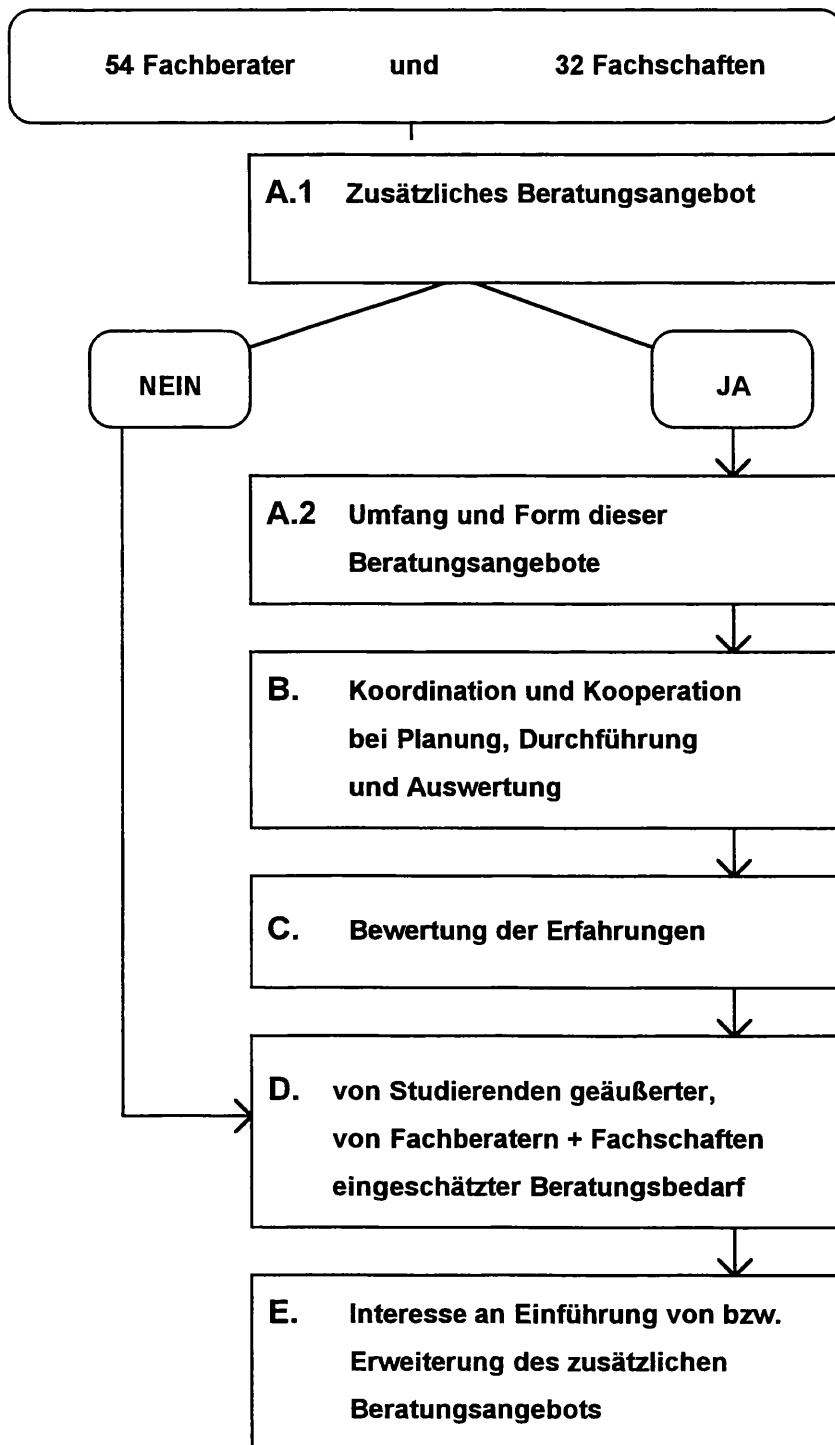 54 Fachberater und 32 Fachschaften
A.1 Zusätzliches Beratungsangebot
NEIN
JA
A.2 Umfang und Form dieser
Beratungsangebote
B. Koordination und Kooperation
bei Planung, Durchführung
und Auswertung
C. Bewertung der Erfahrungen
D. von Studierenden geäußerter,
von Fachberatern + Fachschaften
eingeschätzter Beratungsbedarf
E. Interesse an Einführung von bzw.
Erweiterung des zusätzlichen
Beratungsangebots